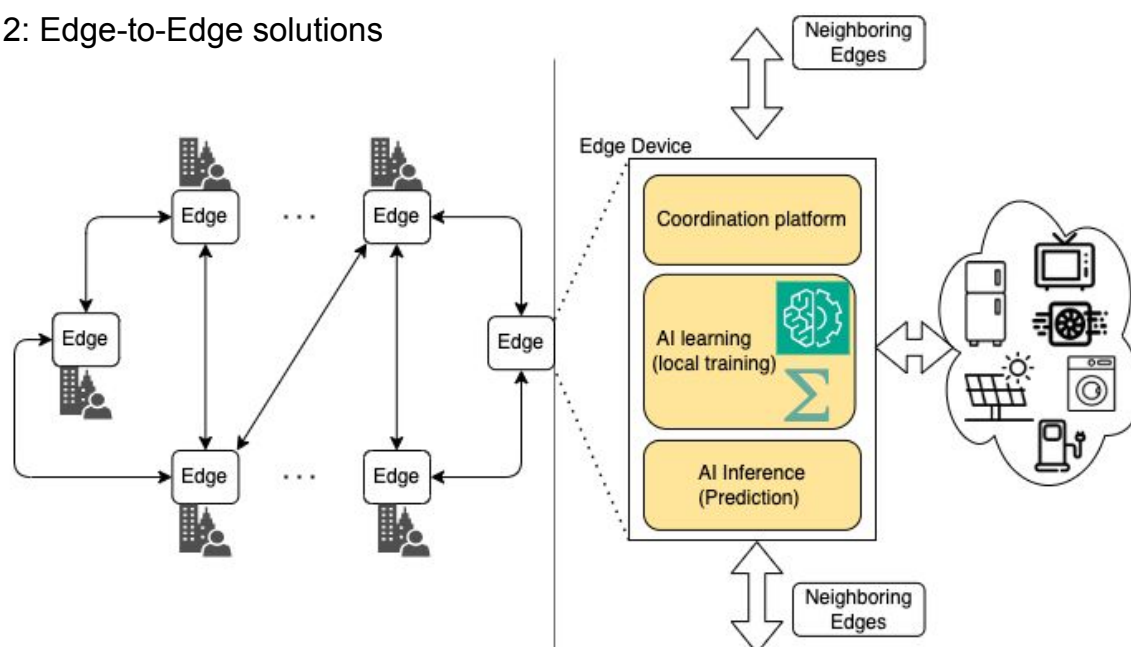 2: Edge-to-Edge solutions
Neighboring
Edges
Edge Device
Edge
...
Edge
Edge
Edge
Edge
...
Edge
Coordination platform
AI learning
(local training)
Σ
AI Inference
(Prediction)
Neighboring
Edges